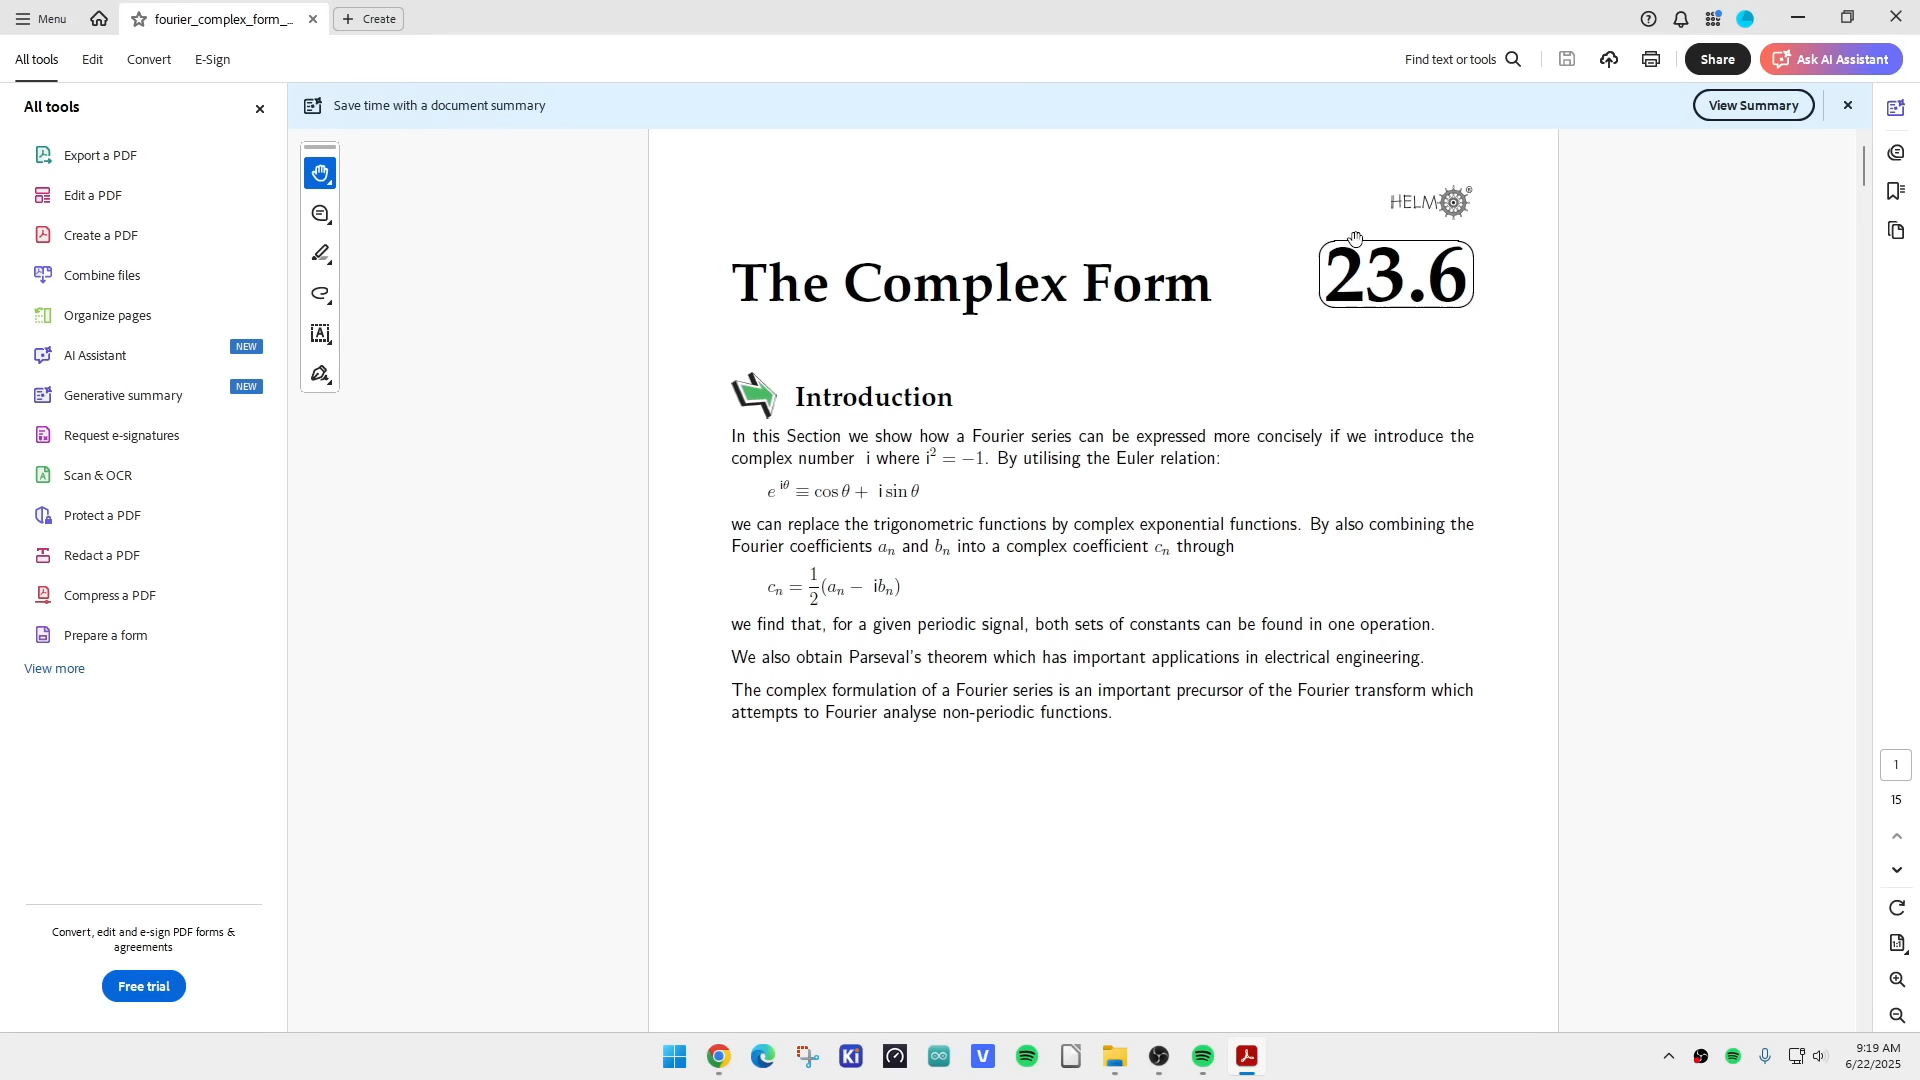 Menu
fourier_complex_form_...
Create
All tools
Edit
Convert
E-Sign
Find text or tools
Share
Ask AI Assistant
All tools
Save time with a document summary
View Summary
Export a PDF
Edit a PDF
Create a PDF
Combine files
Organize pages
AI Assistant
NEW
Generative summary
NEW
Request e-signatures
Scan & OCR
Protect a PDF
Redact a PDF
Compress a PDF
Prepare a form
View more
Convert, edit and e-sign PDF forms &
agreements
Free trial
HELM
®
The Complex Form
23.6
Introduction
In this Section we show how a Fourier series can be expressed more concisely if we introduce the
complex number i where i² = −1. By utilising the Euler relation:
e^{iθ} ≡ cos θ + i sin θ
we can replace the trigonometric functions by complex exponential functions. By also combining the
Fourier coefficients aₙ and bₙ into a complex coefficient cₙ through
cₙ = 1/2(aₙ − ibₙ)
we find that, for a given periodic signal, both sets of constants can be found in one operation.
We also obtain Parseval's theorem which has important applications in electrical engineering.
The complex formulation of a Fourier series is an important precursor of the Fourier transform which
attempts to Fourier analyse non-periodic functions.
1
15
1:1
Ki
V
9:19 AM
6/22/2025